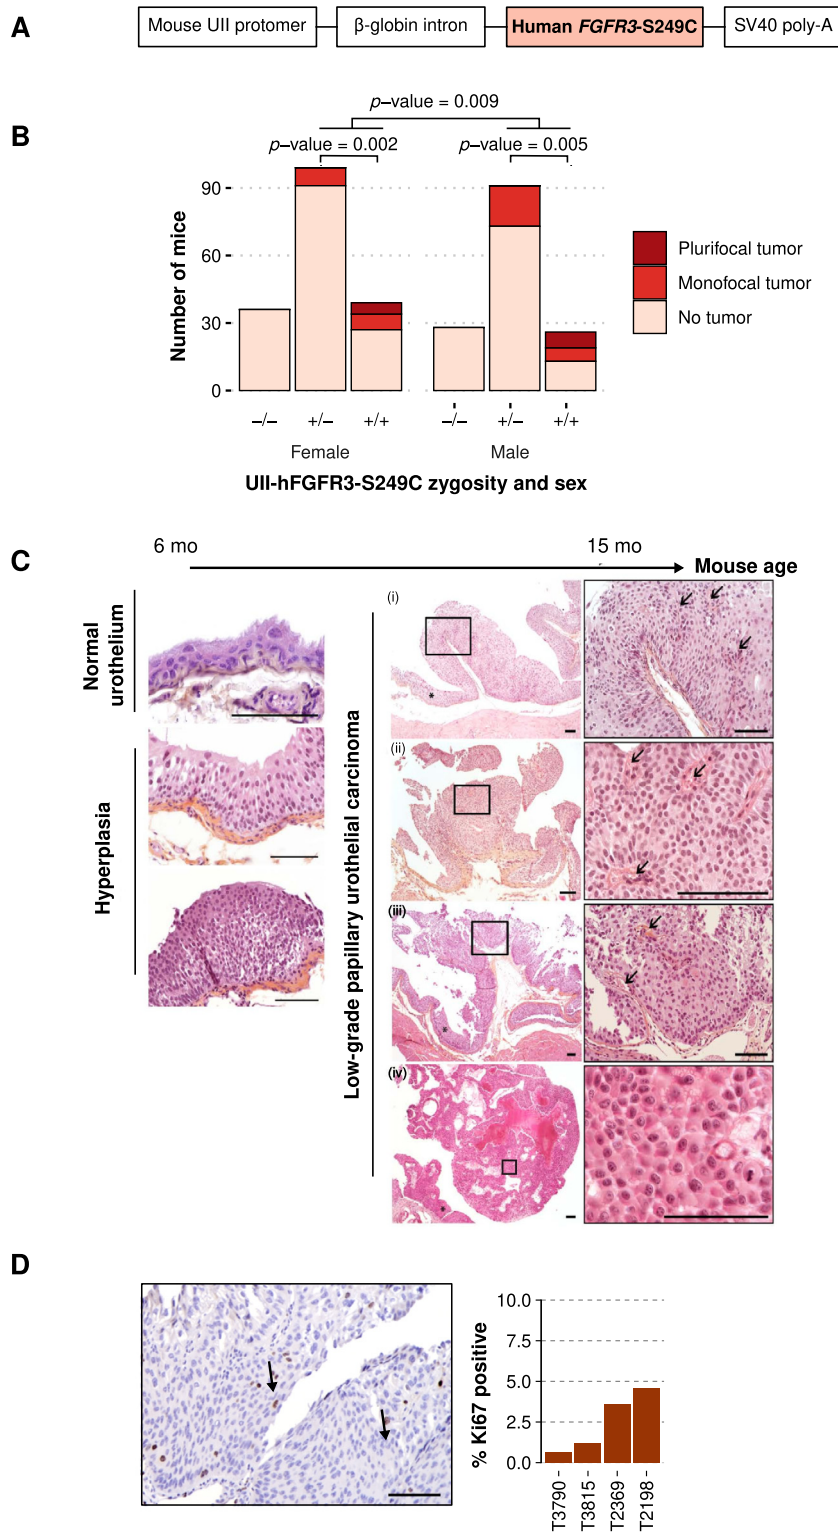 A
Mouse UII protomer
β-globin intron
Human FGFR3-S249C
SV40 poly-A
B
p–value = 0.009
p–value = 0.002
p–value = 0.005
Number of mice
90
60
30
0
–/–
+/–
+/+
–/–
+/–
+/+
Female
Male
UII-hFGFR3-S249C zygosity and sex
Plurifocal tumor
Monofocal tumor
No tumor
C
6 mo
15 mo
Mouse age
Normal
urothelium
Hyperplasia
Low-grade papillary urothelial carcinoma
(i)
*
(ii)
(iii)
*
(iv)
*
D
% Ki67 positive
10.0
7.5
5.0
2.5
0.0
T3790
T3815
T2369
T2198